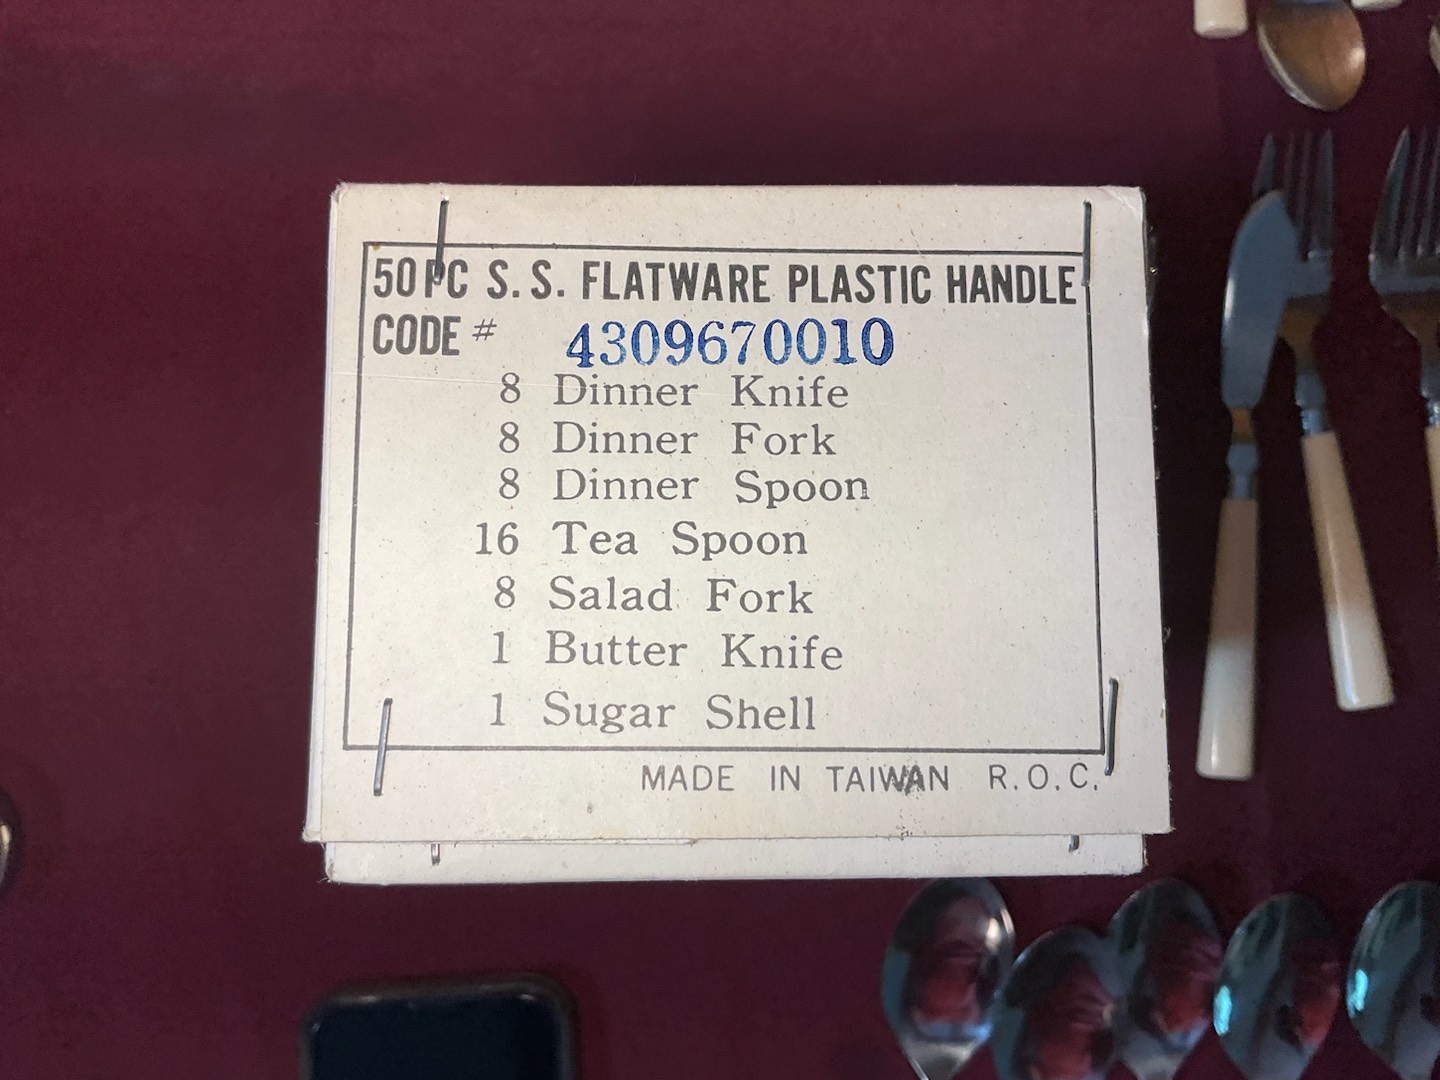 50 PC S. S. FLATWARE PLASTIC HANDLE
CODE # 4309670010
8 Dinner Knife
8 Dinner Fork
8 Dinner Spoon
16 Tea Spoon
8 Salad Fork
1 Butter Knife
1 Sugar Shell
MADE IN TAIWAN R.O.C.